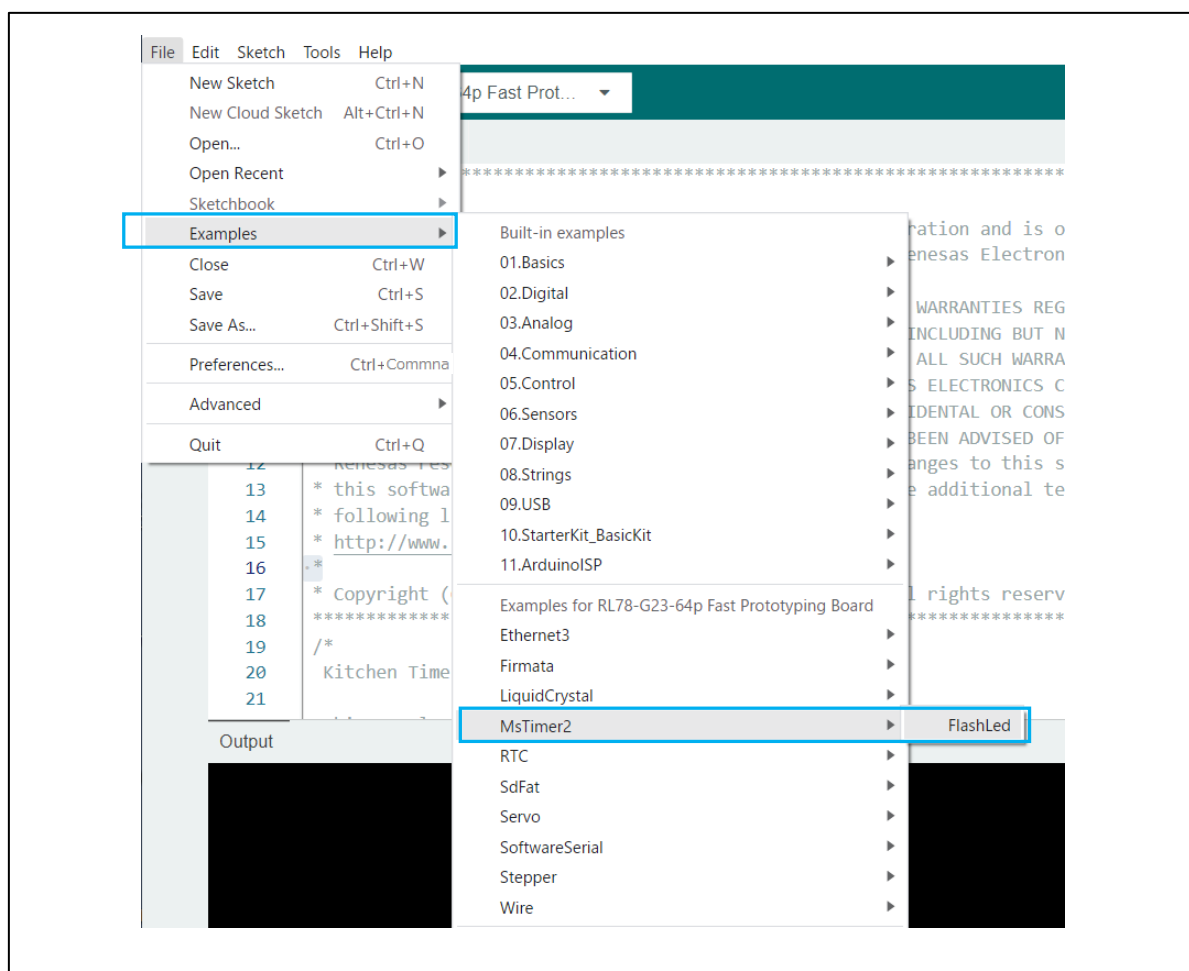 File Edit Sketch Tools Help
New Sketch Ctrl+N
4p Fast Prot...
New Cloud Sketch Alt+Ctrl+N
Open... Ctrl+O
Open Recent
****************************************************************
Sketchbook
Examples
Close Ctrl+W
Save Ctrl+S
Save As... Ctrl+Shift+S
Preferences... Ctrl+Commna
Advanced
Quit Ctrl+Q
Built-in examples
01.Basics
02.Digital
03.Analog
04.Communication
05.Control
06.Sensors
07.Display
08.Strings
09.USB
10.StarterKit_BasicKit
11.ArduinoISP
Examples for RL78-G23-64p Fast Prototyping Board
Ethernet3
Firmata
LiquidCrystal
MsTimer2
FlashLed
RTC
SdFat
Servo
SoftwareSerial
Stepper
Wire
ration and is o
enesas Electron
WARRANTIES REG
INCLUDING BUT N
ALL SUCH WARRA
S ELECTRONICS C
IDENTAL OR CONS
BEEN ADVISED OF
anges to this s
e additional te
l rights reserv
***************
12 Renesas res
13 * this softwa
14 * following l
15 * http://www.
16 *
17 * Copyright (
18 *************
19 /*
20 Kitchen Time
21
Output